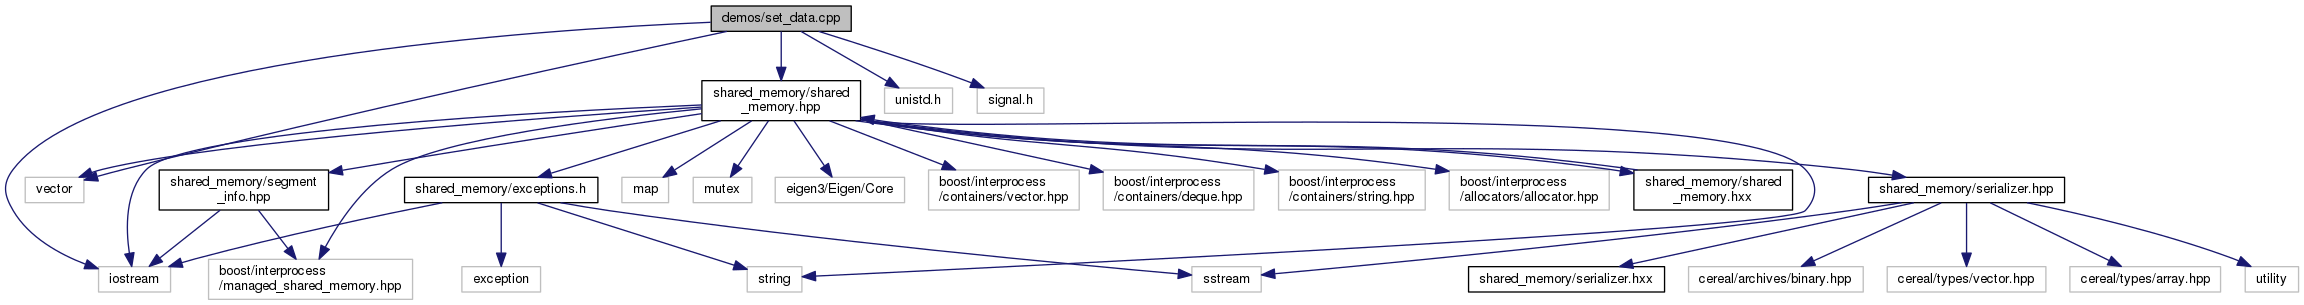 demos/set_data.cpp
shared_memory/shared
_memory.hpp
unistd.h
signal.h
vector
shared_memory/segment
_info.hpp
shared_memory/exceptions.h
map
mutex
eigen3/Eigen/Core
boost/interprocess
/containers/vector.hpp
boost/interprocess
/containers/deque.hpp
boost/interprocess
/containers/string.hpp
boost/interprocess
/allocators/allocator.hpp
shared_memory/shared
_memory.hxx
shared_memory/serializer.hpp
iostream
boost/interprocess
/managed_shared_memory.hpp
exception
string
sstream
shared_memory/serializer.hxx
cereal/archives/binary.hpp
cereal/types/vector.hpp
cereal/types/array.hpp
utility